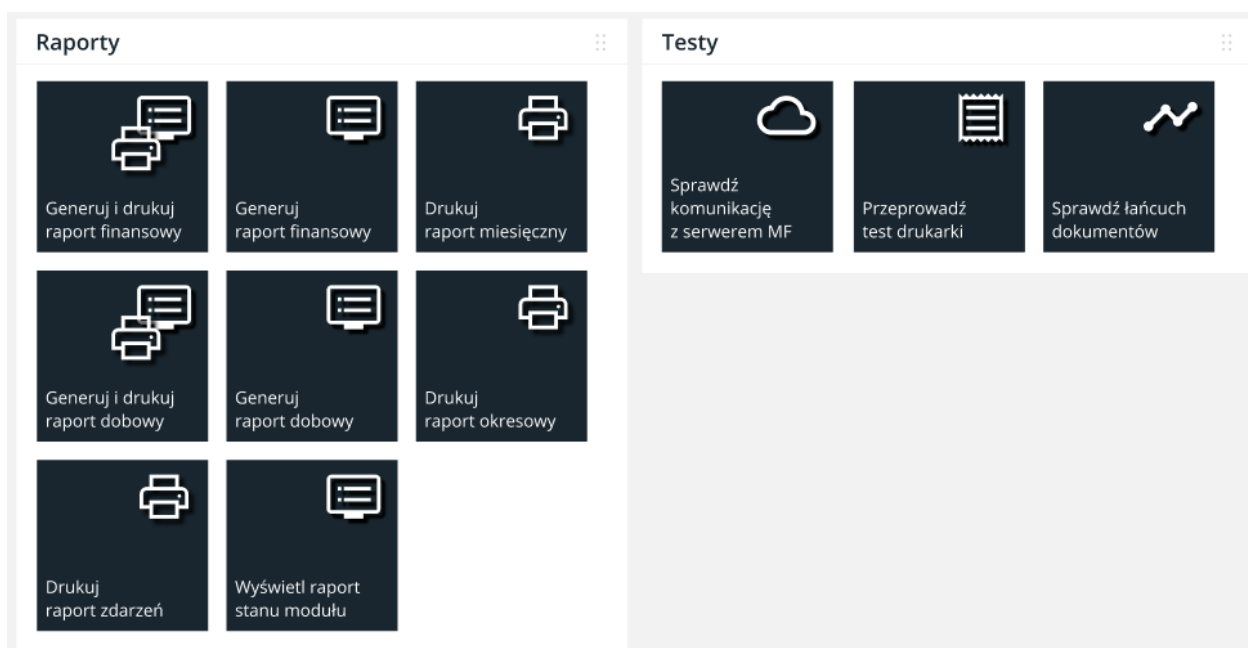 Raporty
Generuj i drukuj
raport finansowy
Generuj
raport finansowy
Drukuj
raport miesięczny
Generuj i drukuj
raport dobowy
Generuj
raport dobowy
Drukuj
raport okresowy
Drukuj
raport zdarzeń
Wyświetl raport
stanu modułu
Testy
Sprawdź
komunikację
z serwerem MF
Przeprowadź
test drukarki
Sprawdź łańcuch
dokumentów